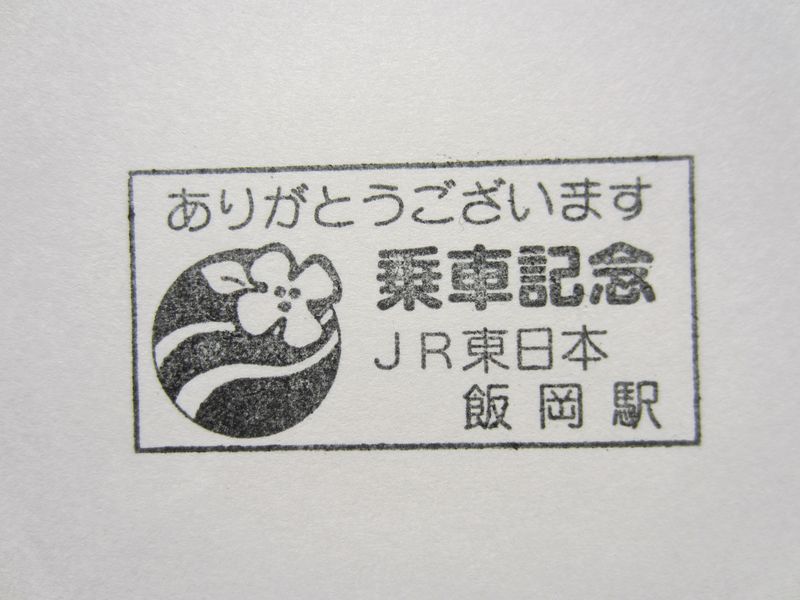 ありがとうございます
乗車記念
JR東日本
飯岡駅